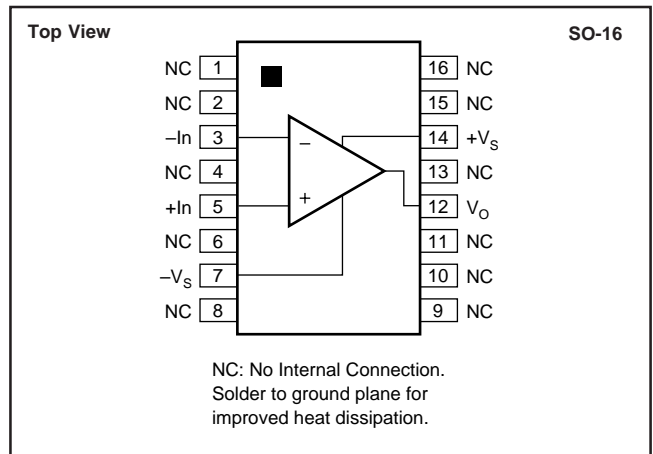 Top View SO-16
NC 1 16 NC
NC 2 15 NC
–In 3 – 14 +VS
NC 4 13 NC
+In 5 + 12 VO
NC 6 11 NC
–VS 7 10 NC
NC 8 9 NC
NC: No Internal Connection.
Solder to ground plane for
improved heat dissipation.